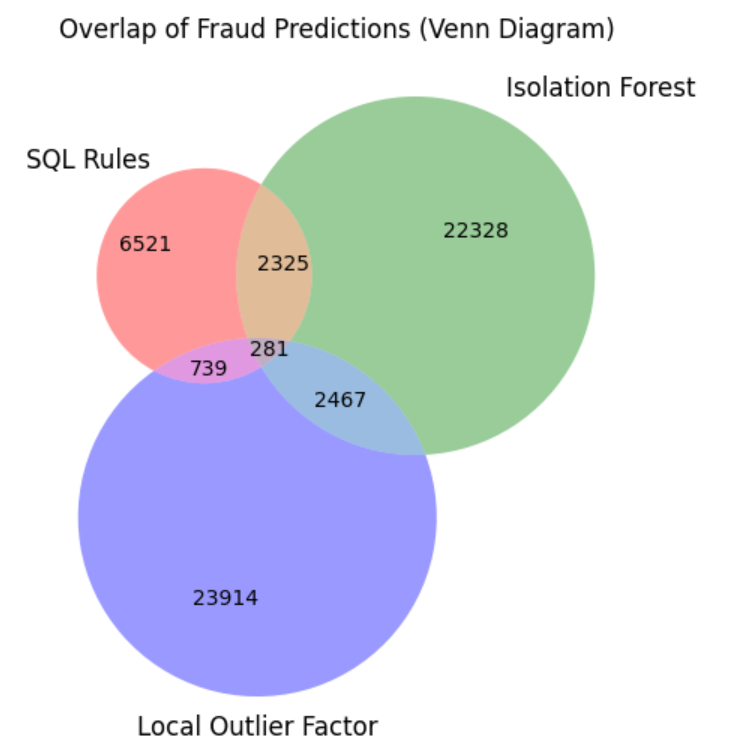 Overlap of Fraud Predictions (Venn Diagram)
Isolation Forest
SQL Rules
22328
6521
2325
281
739
2467
23914
Local Outlier Factor